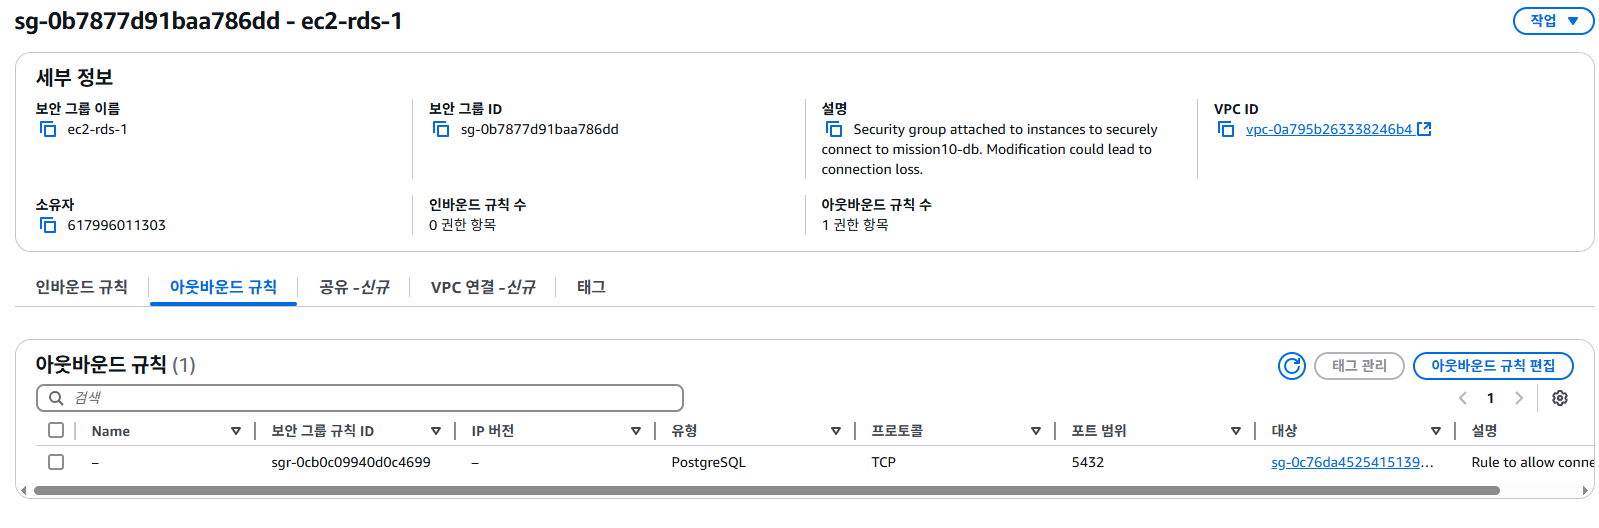 sg-0b7877d91baa786dd - ec2-rds-1
작업
세부 정보
보안 그룹 이름
ec2-rds-1
보안 그룹 ID
sg-0b7877d91baa786dd
설명
Security group attached to instances to securely
connect to mission10-db. Modification could lead to
connection loss.
VPC ID
vpc-0a795b263338246b4
소유자
617996011303
인바운드 규칙 수
0 권한 항목
아웃바운드 규칙 수
1 권한 항목
인바운드 규칙 아웃바운드 규칙 공유 -신규 VPC 연결 -신규 태그
아웃바운드 규칙 (1)
태그 관리 아웃바운드 규칙 편집
검색
1
Name 보안 그룹 규칙 ID IP 버전 유형 프로토콜 포트 범위 대상 설명
– sgr-0cb0c09940d0c4699 – PostgreSQL TCP 5432 sg-0c76da4525415139... Rule to allow conne